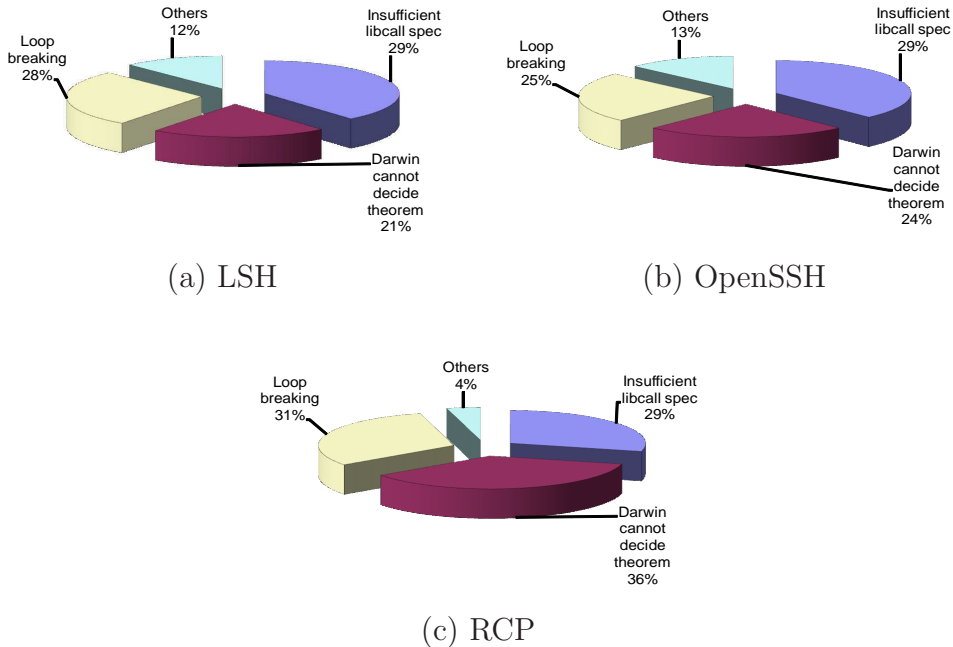 Others
12%
Insufficient
libcall spec
29%
Loop
breaking
28%
Darwin
cannot
decide
theorem
21%
(a) LSH
Others
13%
Insufficient
libcall spec
29%
Loop
breaking
25%
Darwin
cannot
decide
theorem
24%
(b) OpenSSH
Others
4%
Insufficient
libcall spec
29%
Loop
breaking
31%
Darwin
cannot
decide
theorem
36%
(c) RCP